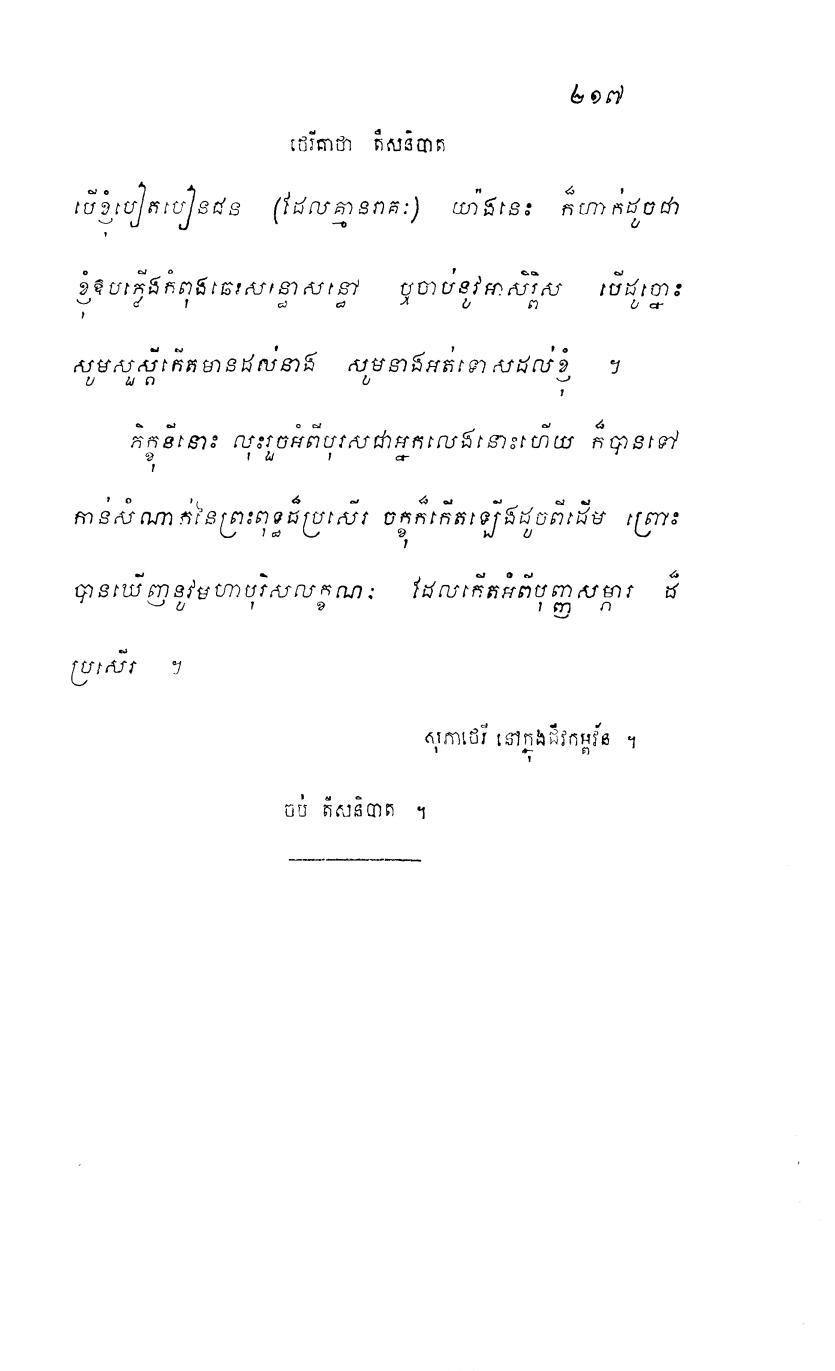 ២១៧
ថេរីគាថា តឹសនិបាត
បើខ្ញុំបៀតបៀនជន (ដែលគ្មានរាគៈ) យ៉ាងនេះ ក៏ហាក់ដូចជា
ខ្ញុំឱបភ្លើងកំពុងឆេះសន្ធោសន្ធៅ ឬចាប់នូវអាសិរ្ពិស បើដូច្នោះ
សូមសួស្តីកើតមានដល់នាង សូមនាងអត់ទោសដល់ខ្ញុំ ។
ភិក្ខុនីនោះ លុះរួចអំពីបុរសជាអ្នកលេងនោះហើយ ក៏បានទៅ
កាន់សំណាក់នៃព្រះពុទ្ធដ៏ប្រសើរ ចក្ខុក៏កើតឡើងដូចពីដើម ព្រោះ
បានឃើញនូវមហាបុរិសលក្ខណៈ ដែលកើតអំពីបុញ្ញសម្ភារ ដ៏
ប្រសើរ ។
សុភាថេរី នៅក្នុងជីវកម្ពវ័ន ។
ចប់ តឹសនិបាត ។